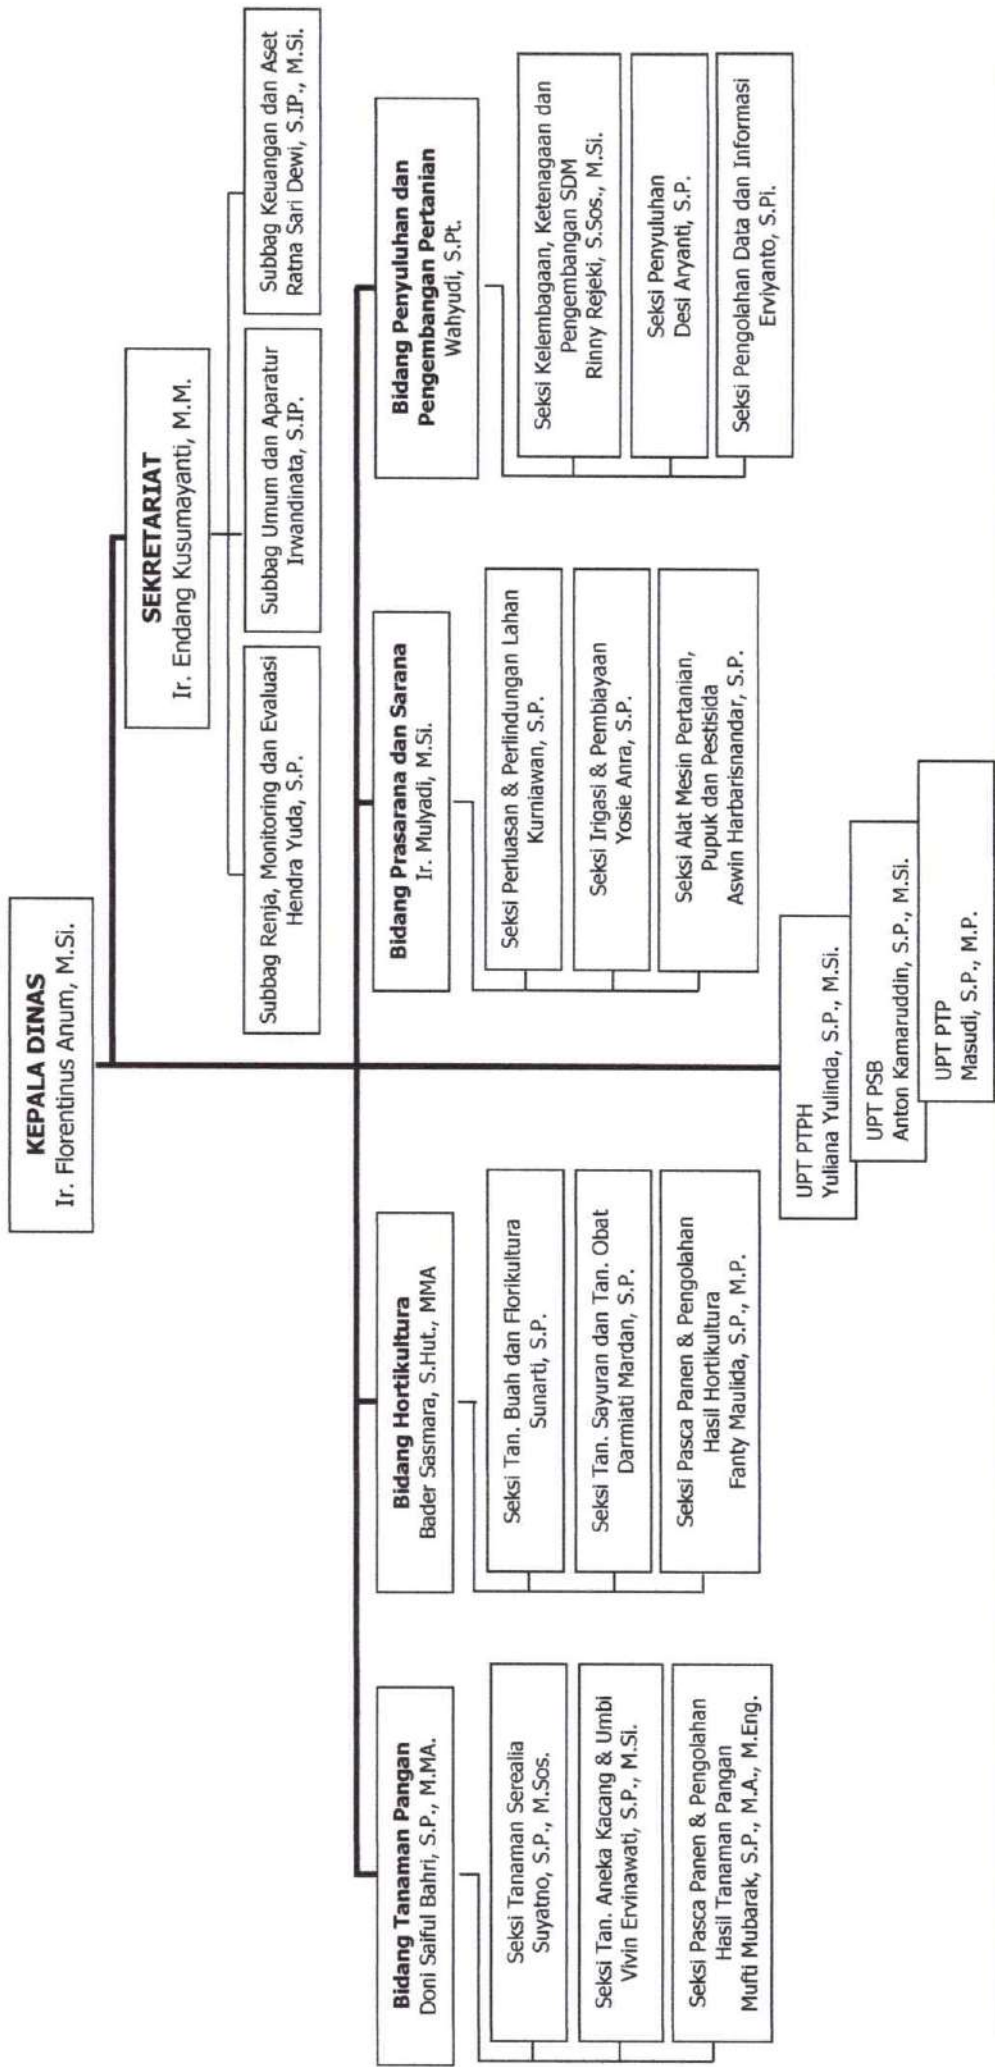 KEPALA DINAS
Ir. Florentinus Anum, M.Si.
SEKRETARIAT
Ir. Endang Kusumayanti, M.M.
Subbag Renja, Monitoring dan Evaluasi
Hendra Yuda, S.P.
Subbag Umum dan Aparatur
Irwandinata, S.IP.
Subbag Keuangan dan Aset
Ratna Sari Dewi, S.IP., M.Si.
Bidang Tanaman Pangan
Doni Saiful Bahri, S.P., M.MA.
Seksi Tanaman Serealia
Suyatno, S.P., M.Sos.
Seksi Tan. Aneka Kacang & Umbi
Vivin Ervinawati, S.P., M.Si.
Seksi Pasca Panen & Pengolahan
Hasil Tanaman Pangan
Mufti Mubarak, S.P., M.A., M.Eng.
Bidang Hortikultura
Bader Sasmara, S.Hut., MMA
Seksi Tan. Buah dan Florikultura
Sunarti, S.P.
Seksi Tan. Sayuran dan Tan. Obat
Darmiati Mardan, S.P.
Seksi Pasca Panen & Pengolahan
Hasil Hortikultura
Fanty Maulida, S.P., M.P.
Bidang Prasarana dan Sarana
Ir. Mulyadi, M.Si.
Seksi Perluasan & Perlindungan Lahan
Kurniawan, S.P.
Seksi Irigasi & Pembiayaan
Yosie Anra, S.P.
Seksi Alat Mesin Pertanian,
Pupuk dan Pestisida
Aswin Harbarisnandar, S.P.
Bidang Penyuluhan dan
Pengembangan Pertanian
Wahyudi, S.Pt.
Seksi Kelembagaan, Ketenagaan dan
Pengembangan SDM
Rinny Rejeki, S.Sos., M.Si.
Seksi Penyuluhan
Desi Aryanti, S.P.
Seksi Pengolahan Data dan Informasi
Erviyanto, S.Pi.
UPT PTPH
Yuliana Yulinda, S.P., M.Si.
UPT PSB
Anton Kamaruddin, S.P., M.Si.
UPT PTP
Masudi, S.P., M.P.